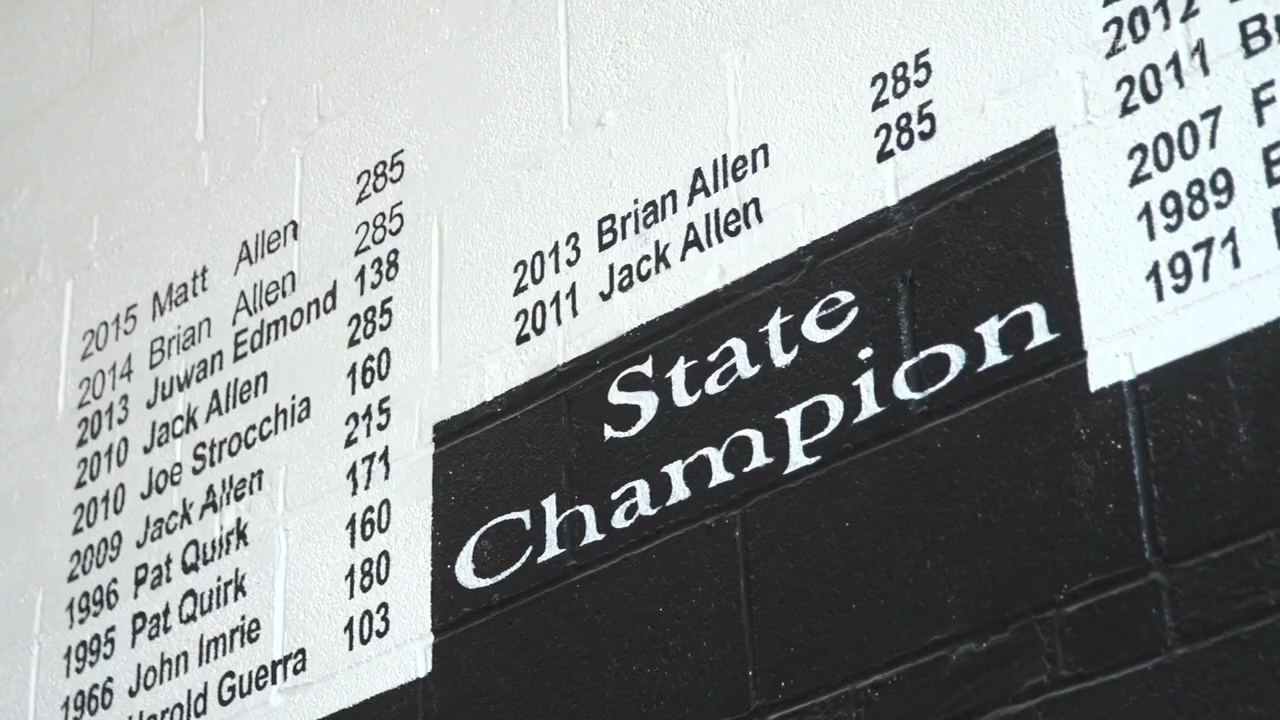 2015 Matt Allen 285
2014 Brian Allen 285
2013 Juwan Edmond 138
2010 Jack Allen 285
2010 Joe Strocchia 160
2009 Jack Allen 215
1996 Pat Quirk 171
1995 Pat Quirk 160
1966 John Imrie 180
Harold Guerra 103
2013 Brian Allen 285
2011 Jack Allen 285
State
Champion
2012
2011
2007
1989
1971